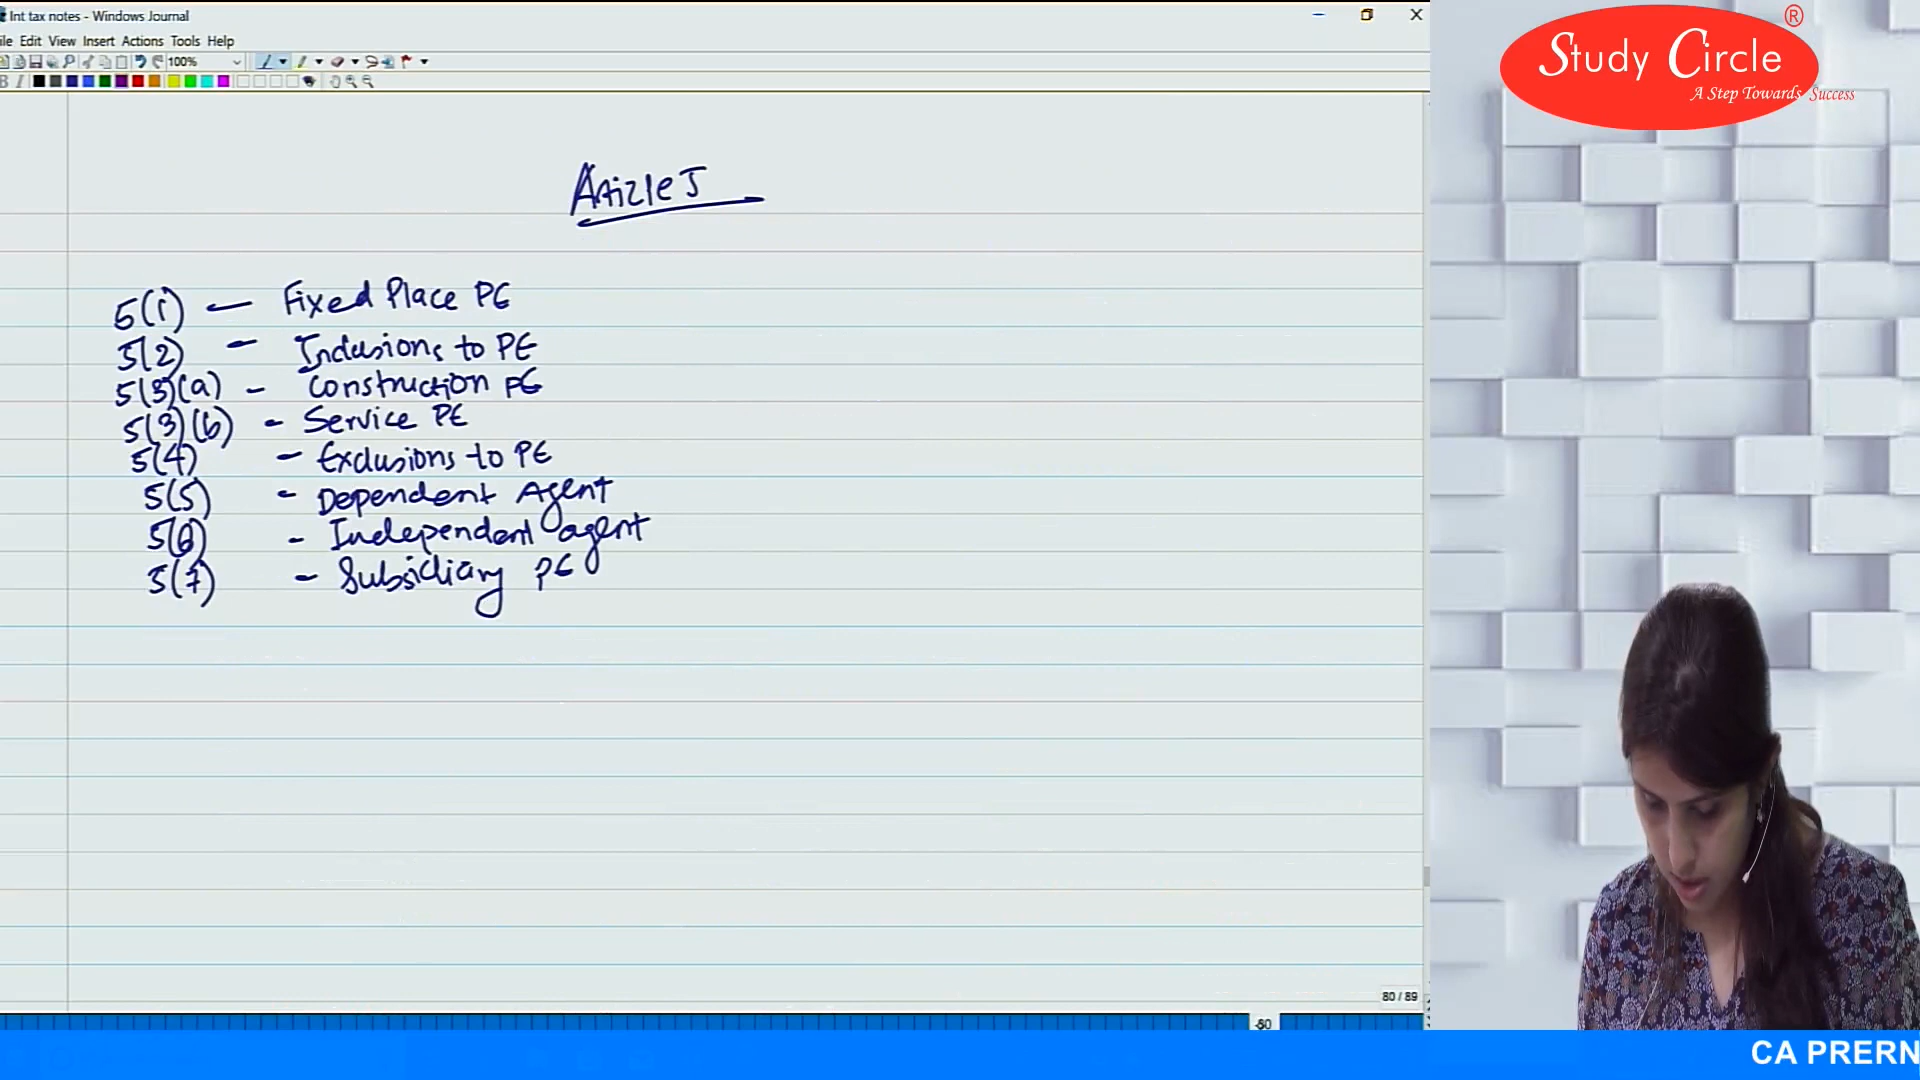 Int tax notes - Windows Journal
ile Edit View Insert Actions Tools Help
100%
B I
Article 5
5(1) — Fixed Place PE
5(2) - Inclusions to PE
5(3)(a) - Construction PE
5(3)(b) - Service PE
5(4) - Exclusions to PE
5(5) - Dependent Agent
5(6) - Independent agent
5(7) - Subsidiary PE
80 / 89
Study Circle ®
A Step Towards Success
CA PRERN